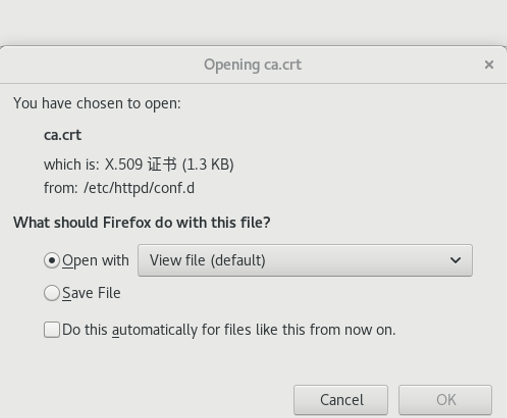 Opening ca.crt
You have chosen to open:
ca.crt
which is: X.509 证书 (1.3 KB)
from: /etc/httpd/conf.d
What should Firefox do with this file?
Open with View file (default)
Save File
Do this automatically for files like this from now on.
Cancel OK